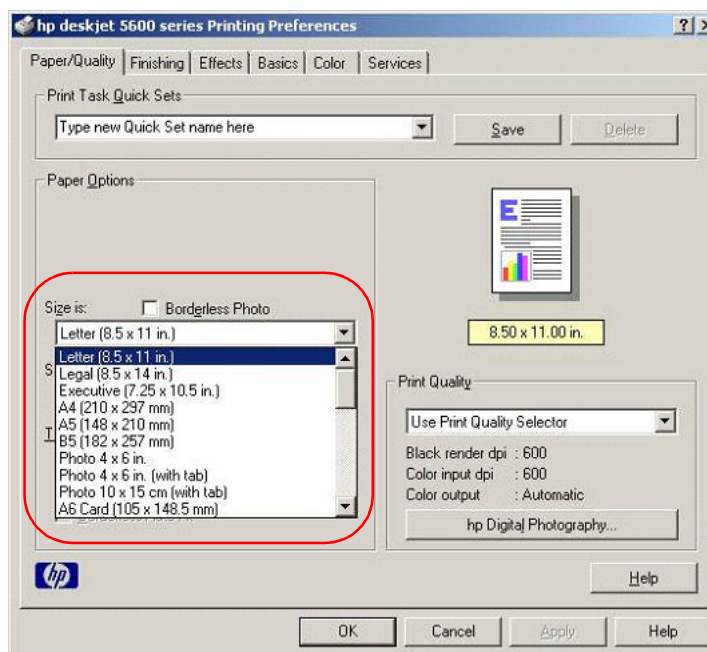 hp deskjet 5600 series Printing Preferences
Paper/Quality Finishing Effects Basics Color Services
Print Task Quick Sets
Type new Quick Set name here Save Delete
Paper Options
E
Size is: Borderless Photo
Letter (8.5 x 11 in.)
8.50 x 11.00 in.
Letter (8.5 x 11 in.)
Legal (8.5 x 14 in.)
Executive (7.25 x 10.5 in.)
A4 (210 x 297 mm)
A5 (148 x 210 mm)
B5 (182 x 257 mm)
Photo 4 x 6 in.
Photo 4 x 6 in. (with tab)
Photo 10 x 15 cm (with tab)
A6 Card (105 x 148.5 mm)
S
T
Print Quality
Use Print Quality Selector
Black render dpi : 600
Color input dpi : 600
Color output : Automatic
hp Digital Photography...
hp
Help
OK Cancel Apply Help